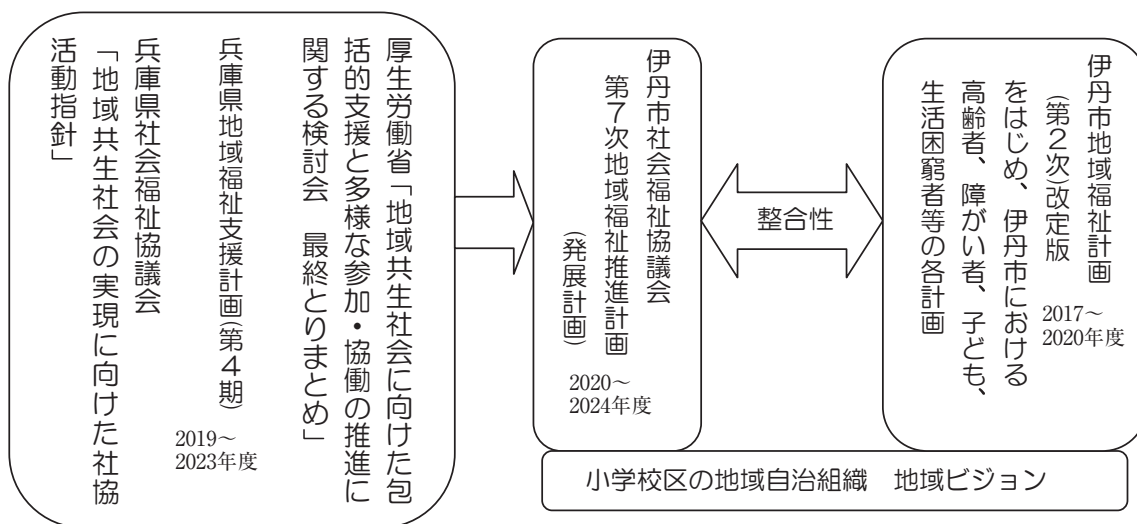 厚生労働省「地域共生社会に向けた包
括的支援と多様な参加・協働の推進に
関する検討会　最終とりまとめ」
兵庫県地域福祉支援計画(第４期)
2019～
2023年度
兵庫県社会福祉協議会
「地域共生社会の実現に向けた社協
活動指針」
伊丹市社会福祉協議会
第７次地域福祉推進計画
(発展計画)
2020～
2024年度
整合性
伊丹市地域福祉計画
(第２次)改定版
2017～
2020年度
をはじめ、伊丹市における
高齢者、障がい者、子ども、
生活困窮者等の各計画
小学校区の地域自治組織　地域ビジョン